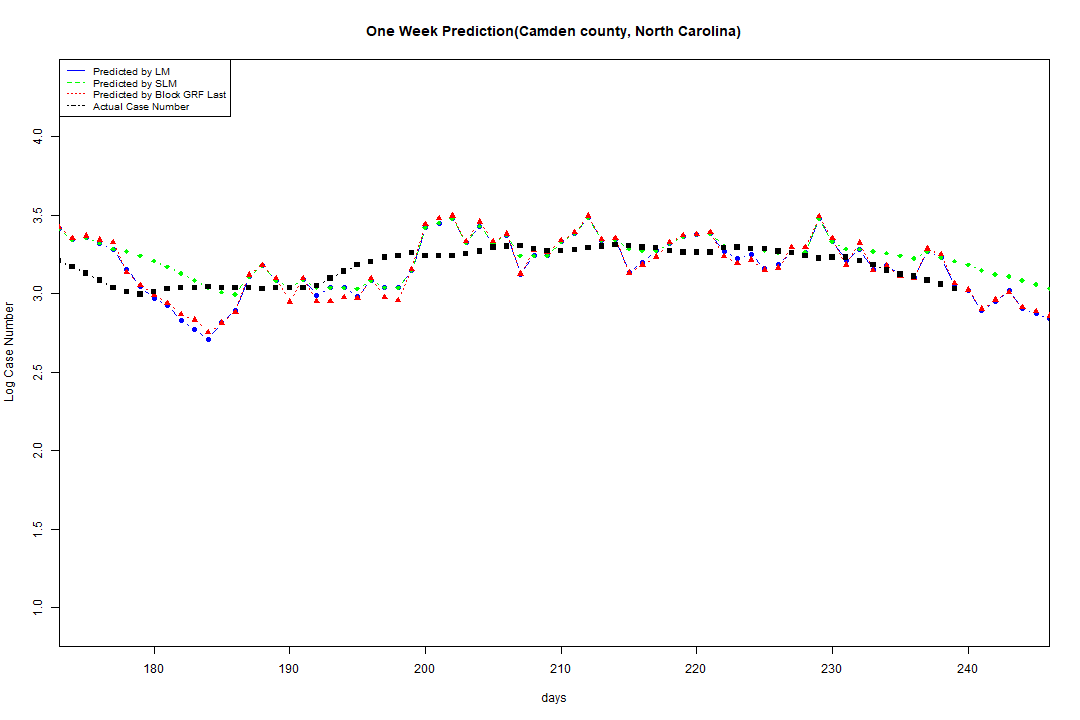 One Week Prediction(Camden county, North Carolina)
Predicted by LM
Predicted by SLM
Predicted by Block GRF Last
Actual Case Number
4.0
3.5
3.0
2.5
2.0
1.5
1.0
Log Case Number
180 190 200 210 220 230 240
days